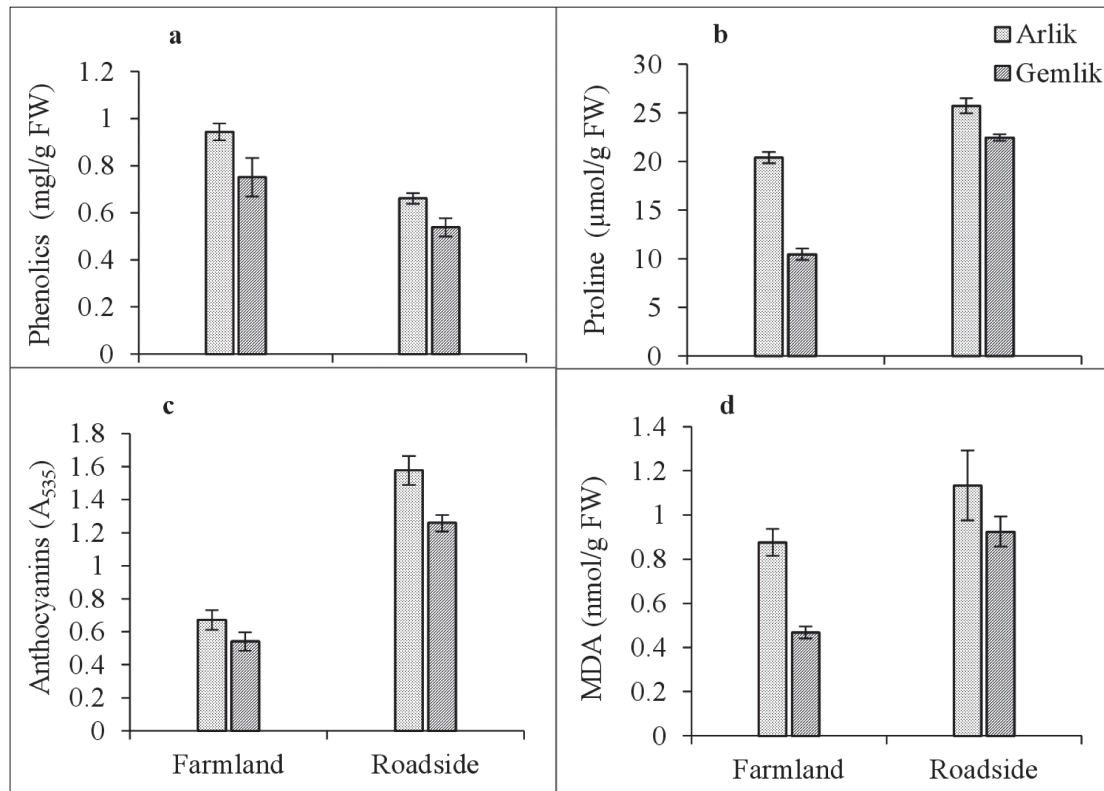 a
1.2
1
0.8
0.6
0.4
0.2
0
Phenolics (mgl/g FW)
b
Arlik
Gemlik
30
25
20
15
10
5
0
Proline (µmol/g FW)
c
1.8
1.6
1.4
1.2
1
0.8
0.6
0.4
0.2
0
Anthocyanins (A₅₃₅)
Farmland Roadside
d
1.4
1.2
1
0.8
0.6
0.4
0.2
0
MDA (nmol/g FW)
Farmland Roadside